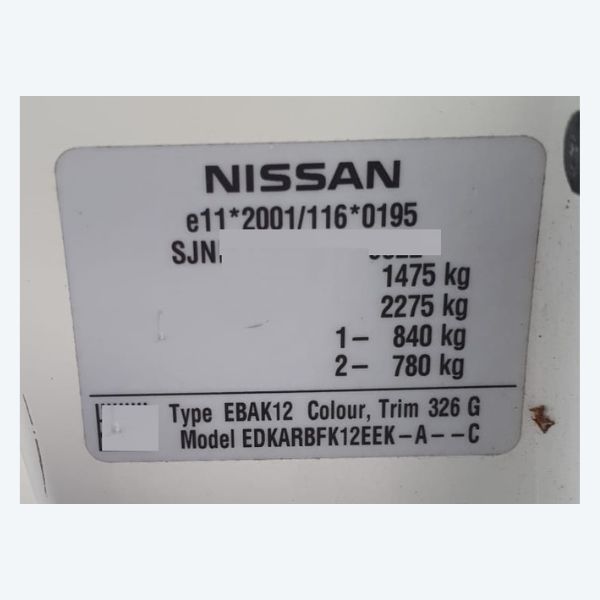 NISSAN
e11*2001/116*0195
SJN
1475 kg
2275 kg
1- 840 kg
2- 780 kg
Type EBAK12 Colour, Trim 326 G
Model EDKARBFK12EEK-A--C